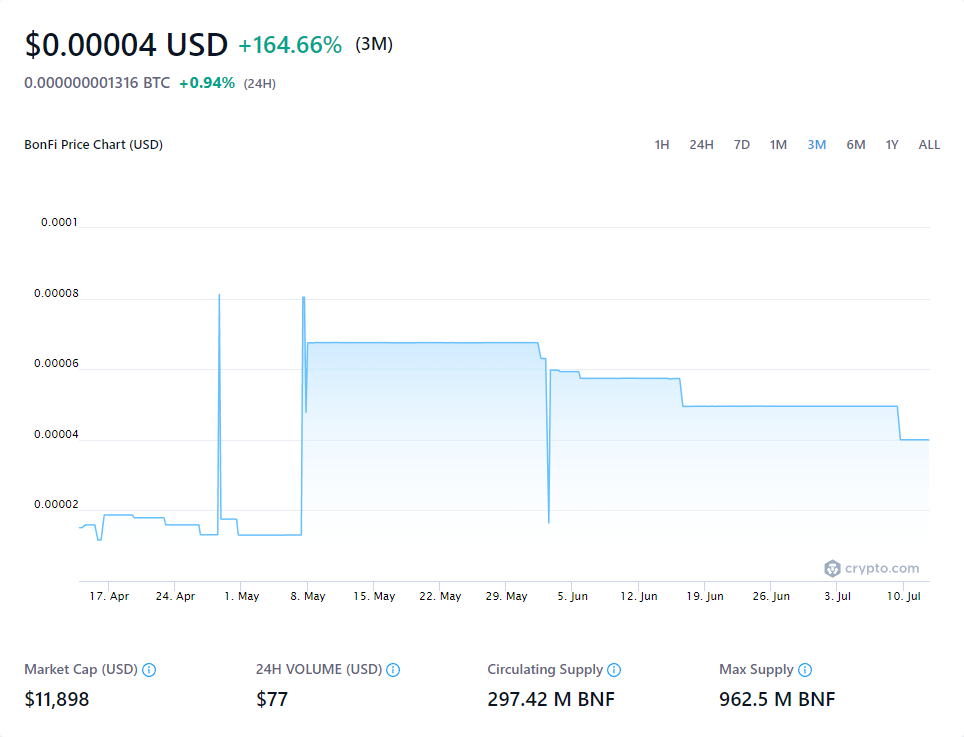 $0.00004 USD +164.66% (3M)
0.000000001316 BTC +0.94% (24H)
BonFi Price Chart (USD) 1H 24H 7D 1M 3M 6M 1Y ALL
0.0001
0.00008
0.00006
0.00004
0.00002
crypto.com
17. Apr 24. Apr 1. May 8. May 15. May 22. May 29. May 5. Jun 12. Jun 19. Jun 26. Jun 3. Jul 10. Jul
Market Cap (USD) 24H VOLUME (USD) Circulating Supply Max Supply
$11,898 $77 297.42 M BNF 962.5 M BNF